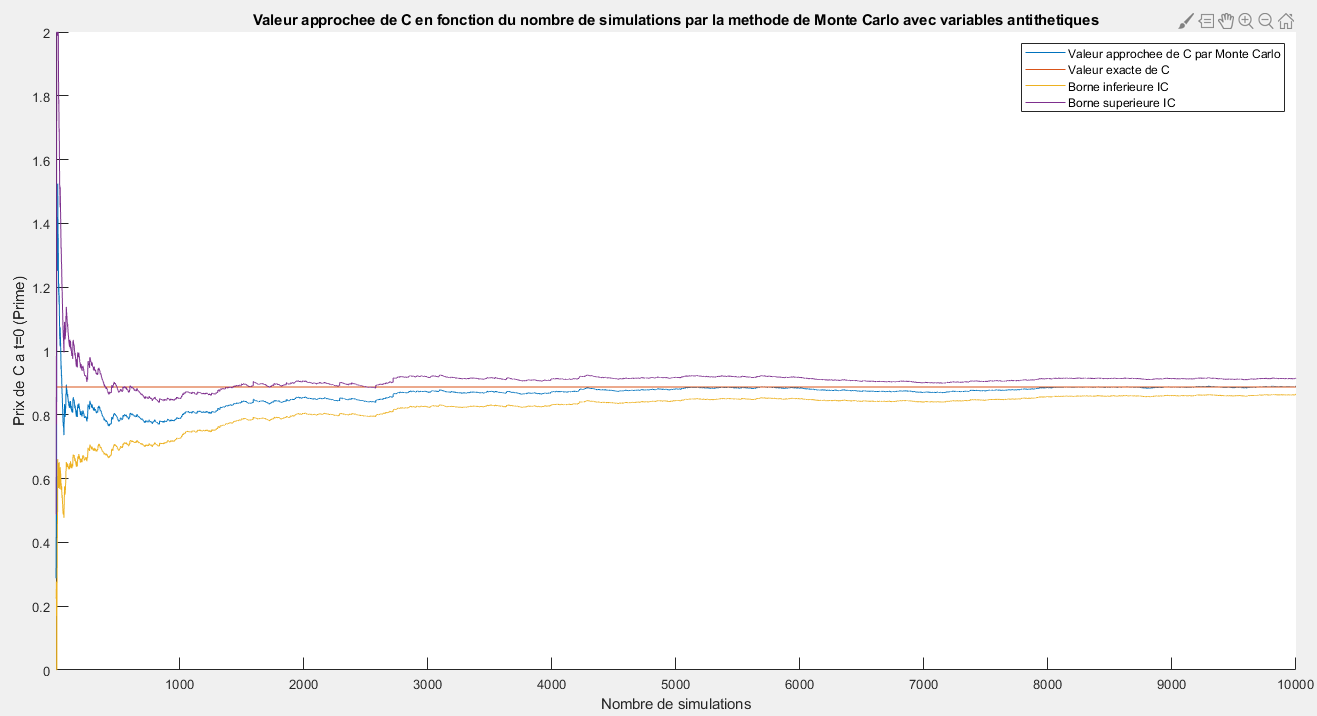 Valeur approchee de C en fonction du nombre de simulations par la methode de Monte Carlo avec variables antithetiques
Valeur approchee de C par Monte Carlo
Valeur exacte de C
Borne inferieure IC
Borne superieure IC
Prix de C a t=0 (Prime)
2
1.8
1.6
1.4
1.2
1
0.8
0.6
0.4
0.2
0
1000 2000 3000 4000 5000 6000 7000 8000 9000 10000
Nombre de simulations